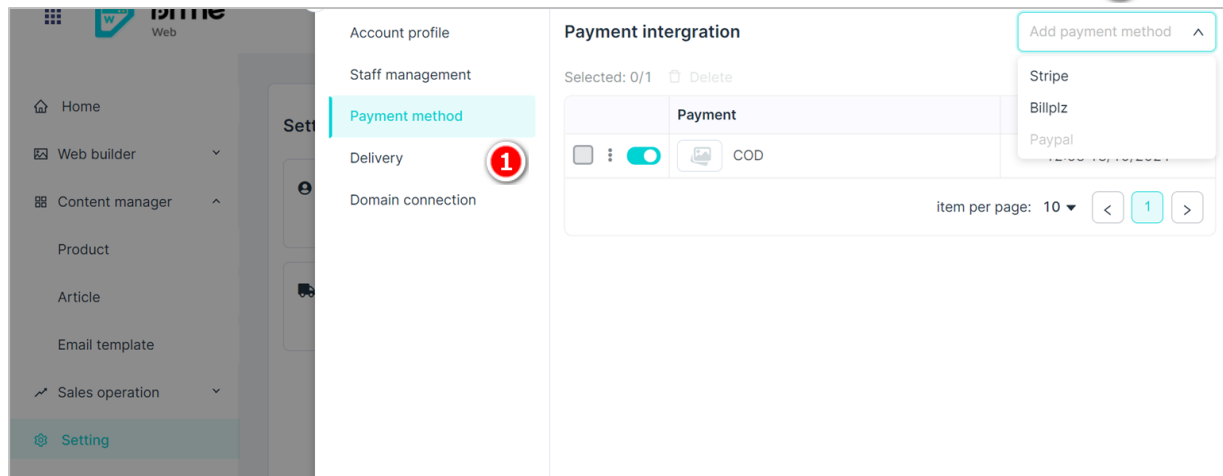 Web
Home
Web builder
Content manager
Product
Article
Email template
Sales operation
Setting
Account profile
Staff management
Payment method
Delivery
1
Domain connection
Payment intergration
Add payment method
Selected: 0/1 Delete
Stripe
Billplz
Paypal
Payment
COD
item per page: 10 < 1 >